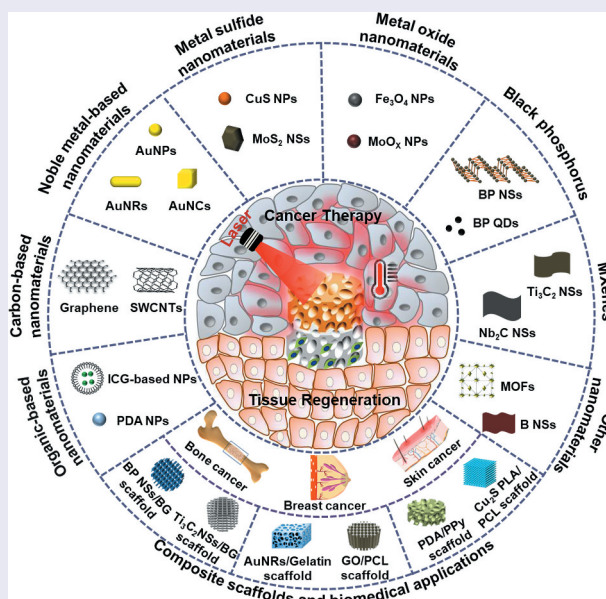 Metal sulfide
nanomaterials
CuS NPs
MoS₂ NSs
Metal oxide
nanomaterials
Fe₃O₄ NPs
MoOₓ NPs
Black phosphorus
BP NSs
BP QDs
MXenes
Ti₃C₂ NSs
Nb₂C NSs
Other
nanomaterials
MOFs
B NSs
Noble metal-based
nanomaterials
AuNPs
AuNRs
AuNCs
Carbon-based
nanomaterials
Graphene
SWCNTs
Organic-based
nanomaterials
ICG-based NPs
PDA NPs
Cancer Therapy
Laser
Tissue Regeneration
Bone cancer
Breast cancer
Skin cancer
BP NSs/BG
scaffold
Ti₃C₂NSs/BG
scaffold
AuNRs/Gelatin
scaffold
GO/PCL
scaffold
PDA/PPy
scaffold
Cu₂S PLA/
PCL scaffold
Composite scaffolds and biomedical applications